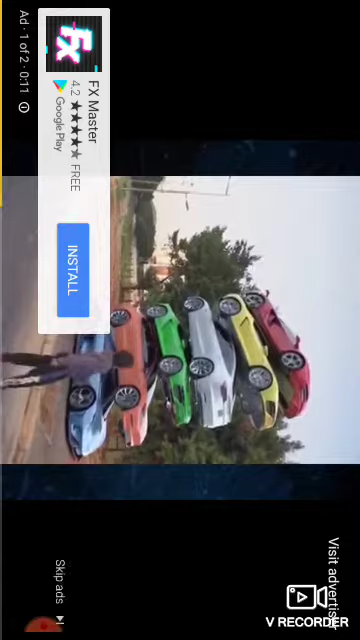 Visit advertiser
FX
FX Master
4.2 ★★★★★ FREE
Google Play
INSTALL
Ad · 1 of 2 · 0:11
Skip ads
V RECORDER